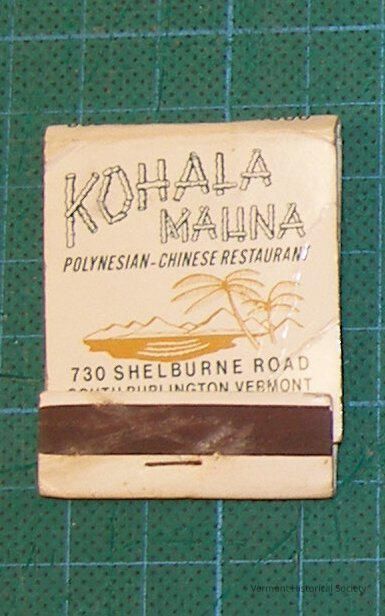 KOHALA
MAUNA
POLYNESIAN-CHINESE RESTAURANT
730 SHELBURNE ROAD
SOUTH BURLINGTON VERMONT
Vermont Historical Society